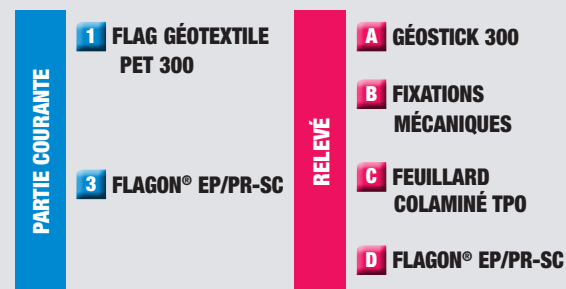 PARTIE COURANTE
1 FLAG GÉOTEXTILE
PET 300
3 FLAGON® EP/PR-SC
RELEVÉ
A GÉOSTICK 300
B FIXATIONS
MÉCANIQUES
C FEUILLARD
COLAMINÉ TPO
D FLAGON® EP/PR-SC